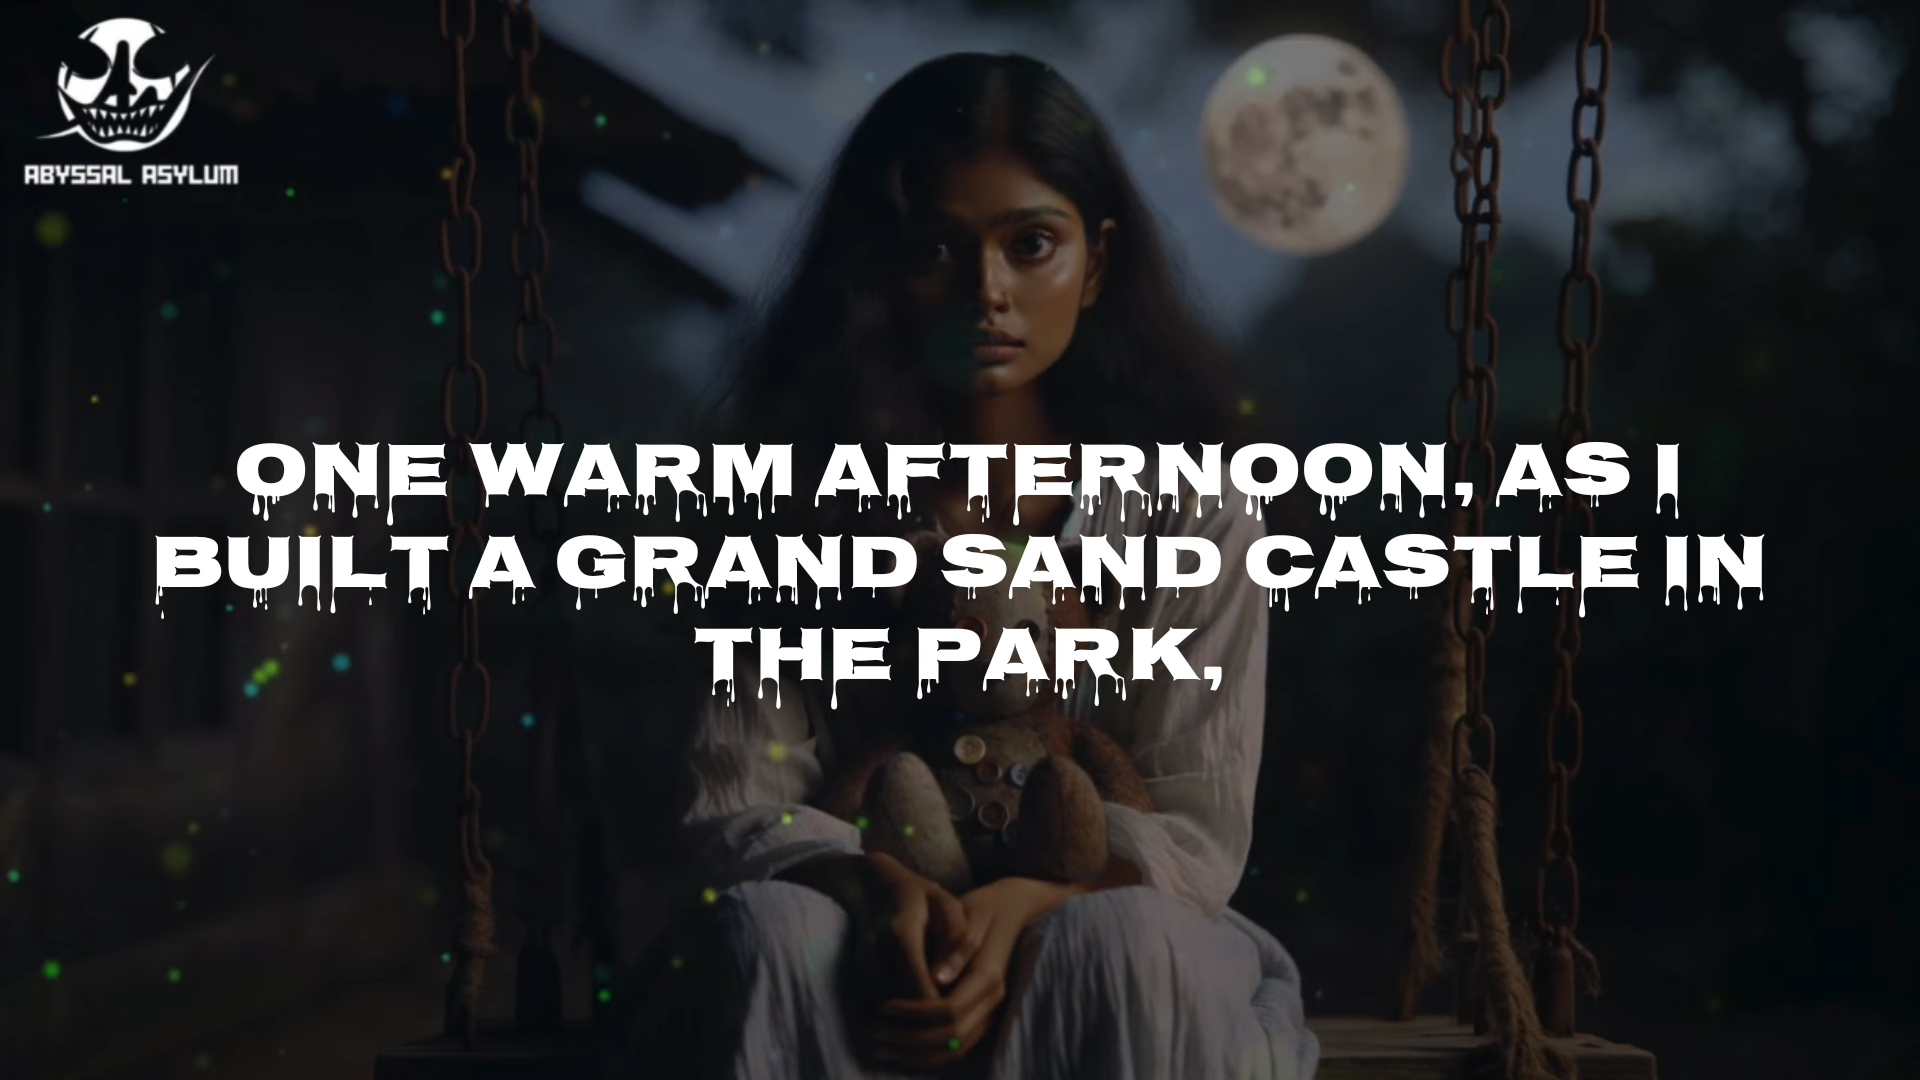 ABYSSAL ASYLUM
ONE WARM AFTERNOON, AS I
BUILT A GRAND SAND CASTLE IN
THE PARK,